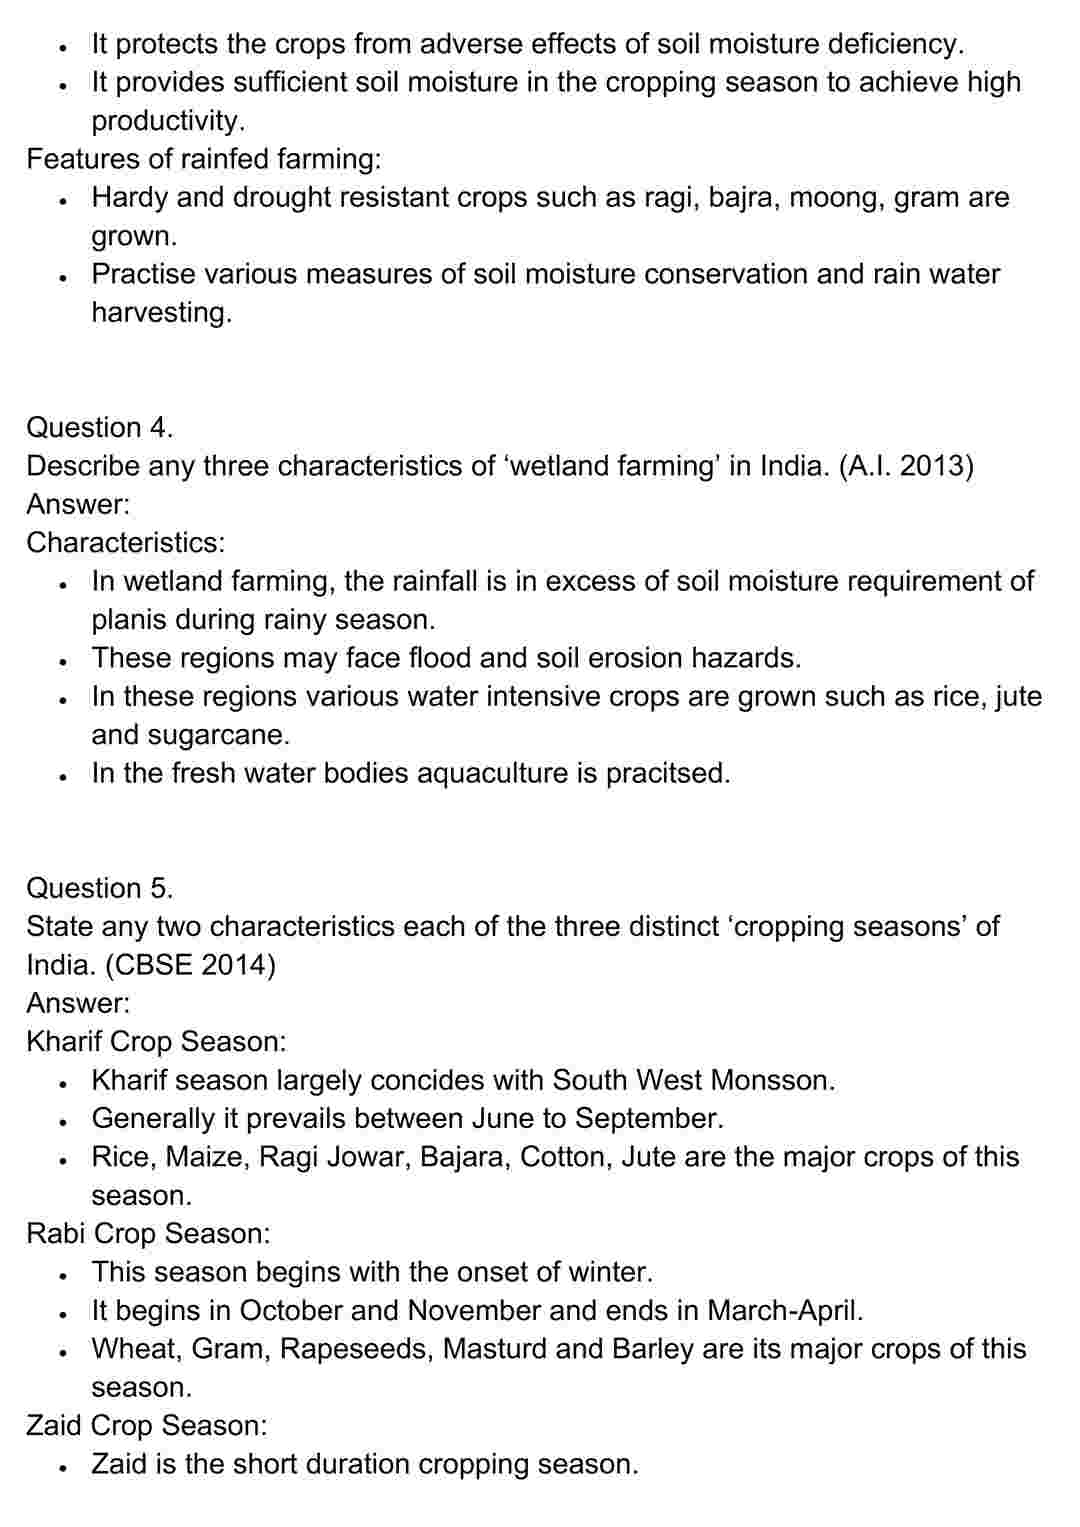 • It protects the crops from adverse effects of soil moisture deficiency.
• It provides sufficient soil moisture in the cropping season to achieve high
productivity.
Features of rainfed farming:
• Hardy and drought resistant crops such as ragi, bajra, moong, gram are
grown.
• Practise various measures of soil moisture conservation and rain water
harvesting.
Question 4.
Describe any three characteristics of ‘wetland farming’ in India. (A.I. 2013)
Answer:
Characteristics:
• In wetland farming, the rainfall is in excess of soil moisture requirement of
planis during rainy season.
• These regions may face flood and soil erosion hazards.
• In these regions various water intensive crops are grown such as rice, jute
and sugarcane.
• In the fresh water bodies aquaculture is pracitsed.
Question 5.
State any two characteristics each of the three distinct ‘cropping seasons’ of
India. (CBSE 2014)
Answer:
Kharif Crop Season:
• Kharif season largely concides with South West Monsson.
• Generally it prevails between June to September.
• Rice, Maize, Ragi Jowar, Bajara, Cotton, Jute are the major crops of this
season.
Rabi Crop Season:
• This season begins with the onset of winter.
• It begins in October and November and ends in March-April.
• Wheat, Gram, Rapeseeds, Masturd and Barley are its major crops of this
season.
Zaid Crop Season:
• Zaid is the short duration cropping season.